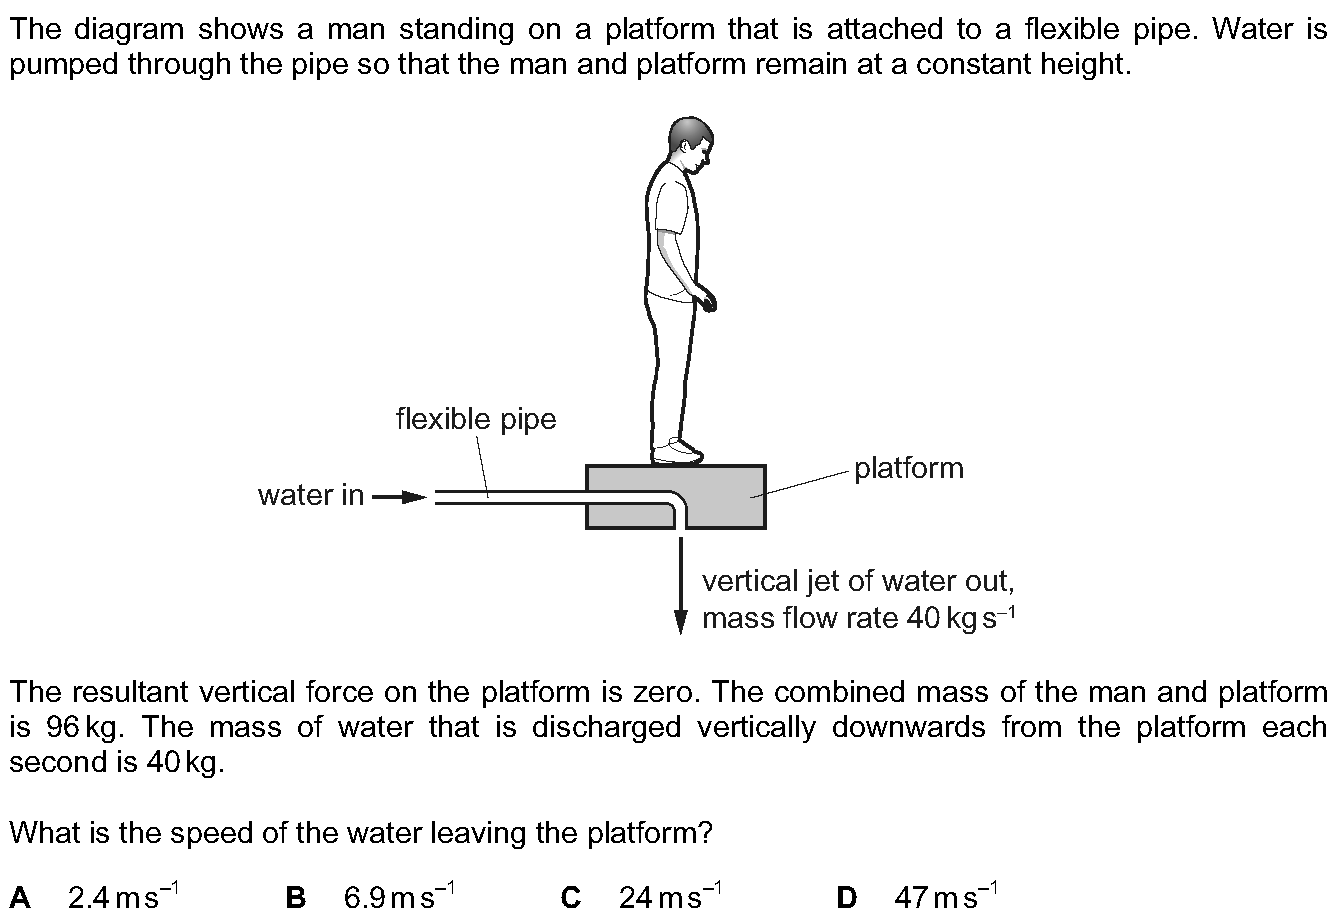 The diagram shows a man standing on a platform that is attached to a flexible pipe. Water is
pumped through the pipe so that the man and platform remain at a constant height.
flexible pipe
platform
water in
vertical jet of water out,
mass flow rate 40 kg s⁻¹
The resultant vertical force on the platform is zero. The combined mass of the man and platform
is 96 kg. The mass of water that is discharged vertically downwards from the platform each
second is 40 kg.
What is the speed of the water leaving the platform?
A 2.4 m s⁻¹ B 6.9 m s⁻¹ C 24 m s⁻¹ D 47 m s⁻¹